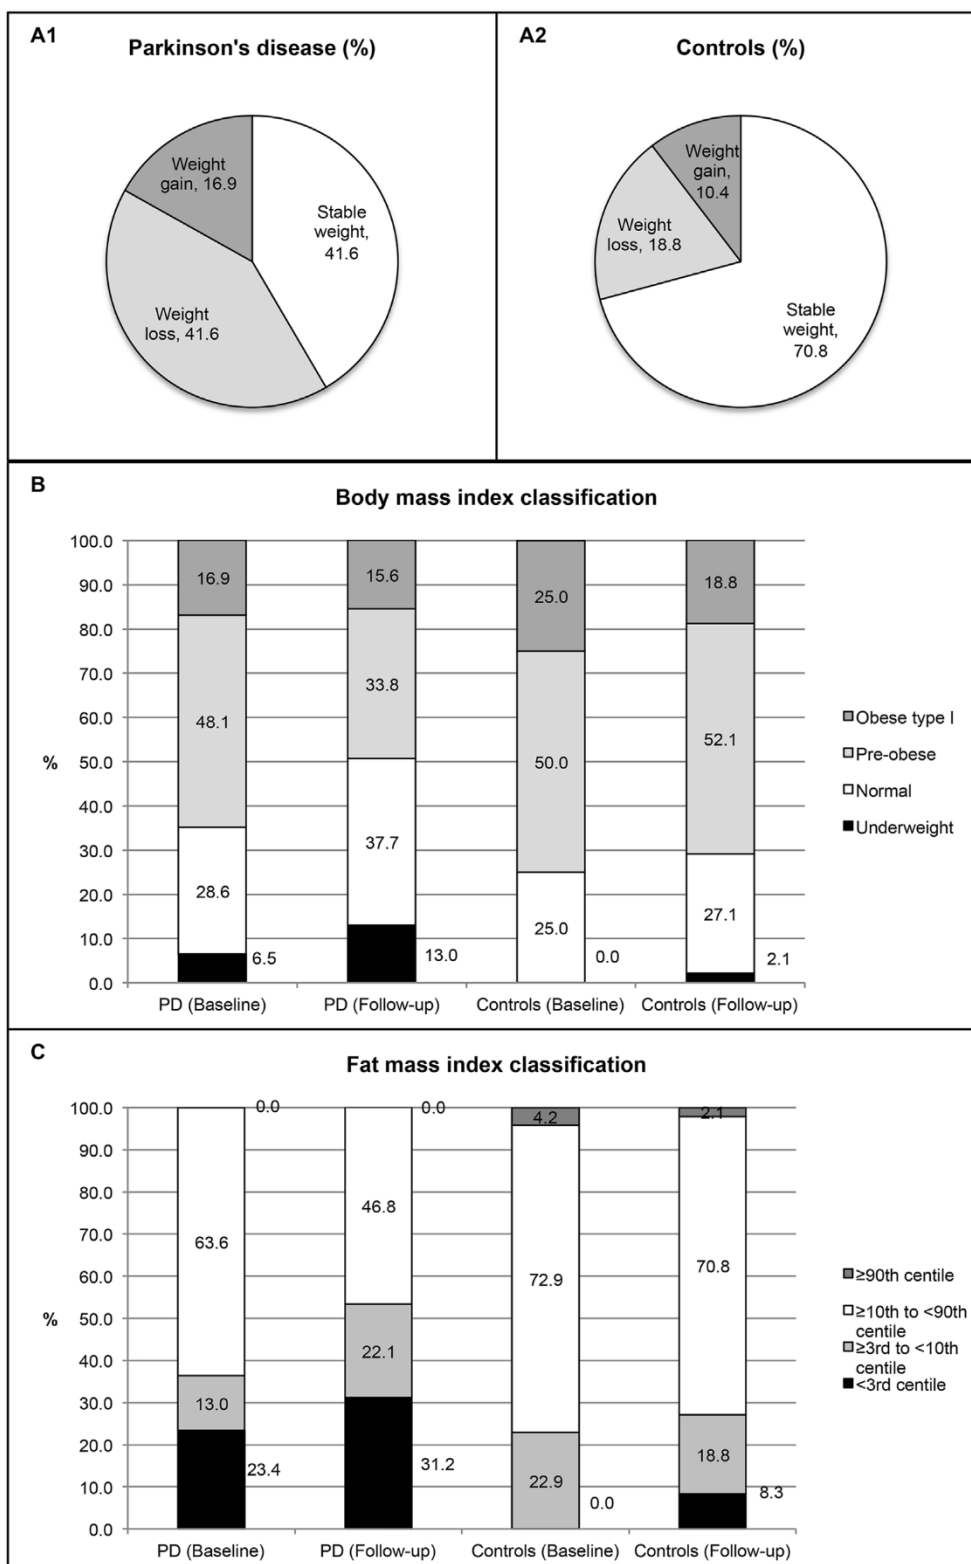 A1
Parkinson's disease (%)
Weight
gain, 16.9
Stable
weight,
41.6
Weight
loss, 41.6
A2
Controls (%)
Weight
gain,
10.4
Weight
loss, 18.8
Stable
weight,
70.8
B
Body mass index classification
100.0
90.0
80.0
70.0
60.0
%
50.0
40.0
30.0
20.0
10.0
0.0
16.9
48.1
28.6
6.5
15.6
33.8
37.7
13.0
25.0
50.0
25.0
0.0
18.8
52.1
27.1
2.1
PD (Baseline)
PD (Follow-up)
Controls (Baseline)
Controls (Follow-up)
Obese type I
Pre-obese
Normal
Underweight
C
Fat mass index classification
100.0
90.0
80.0
70.0
60.0
%
50.0
40.0
30.0
20.0
10.0
0.0
0.0
63.6
13.0
23.4
0.0
46.8
22.1
31.2
4.2
72.9
22.9
0.0
2.1
70.8
18.8
8.3
PD (Baseline)
PD (Follow-up)
Controls (Baseline)
Controls (Follow-up)
≥90th centile
≥10th to <90th
centile
≥3rd to <10th
centile
<3rd centile